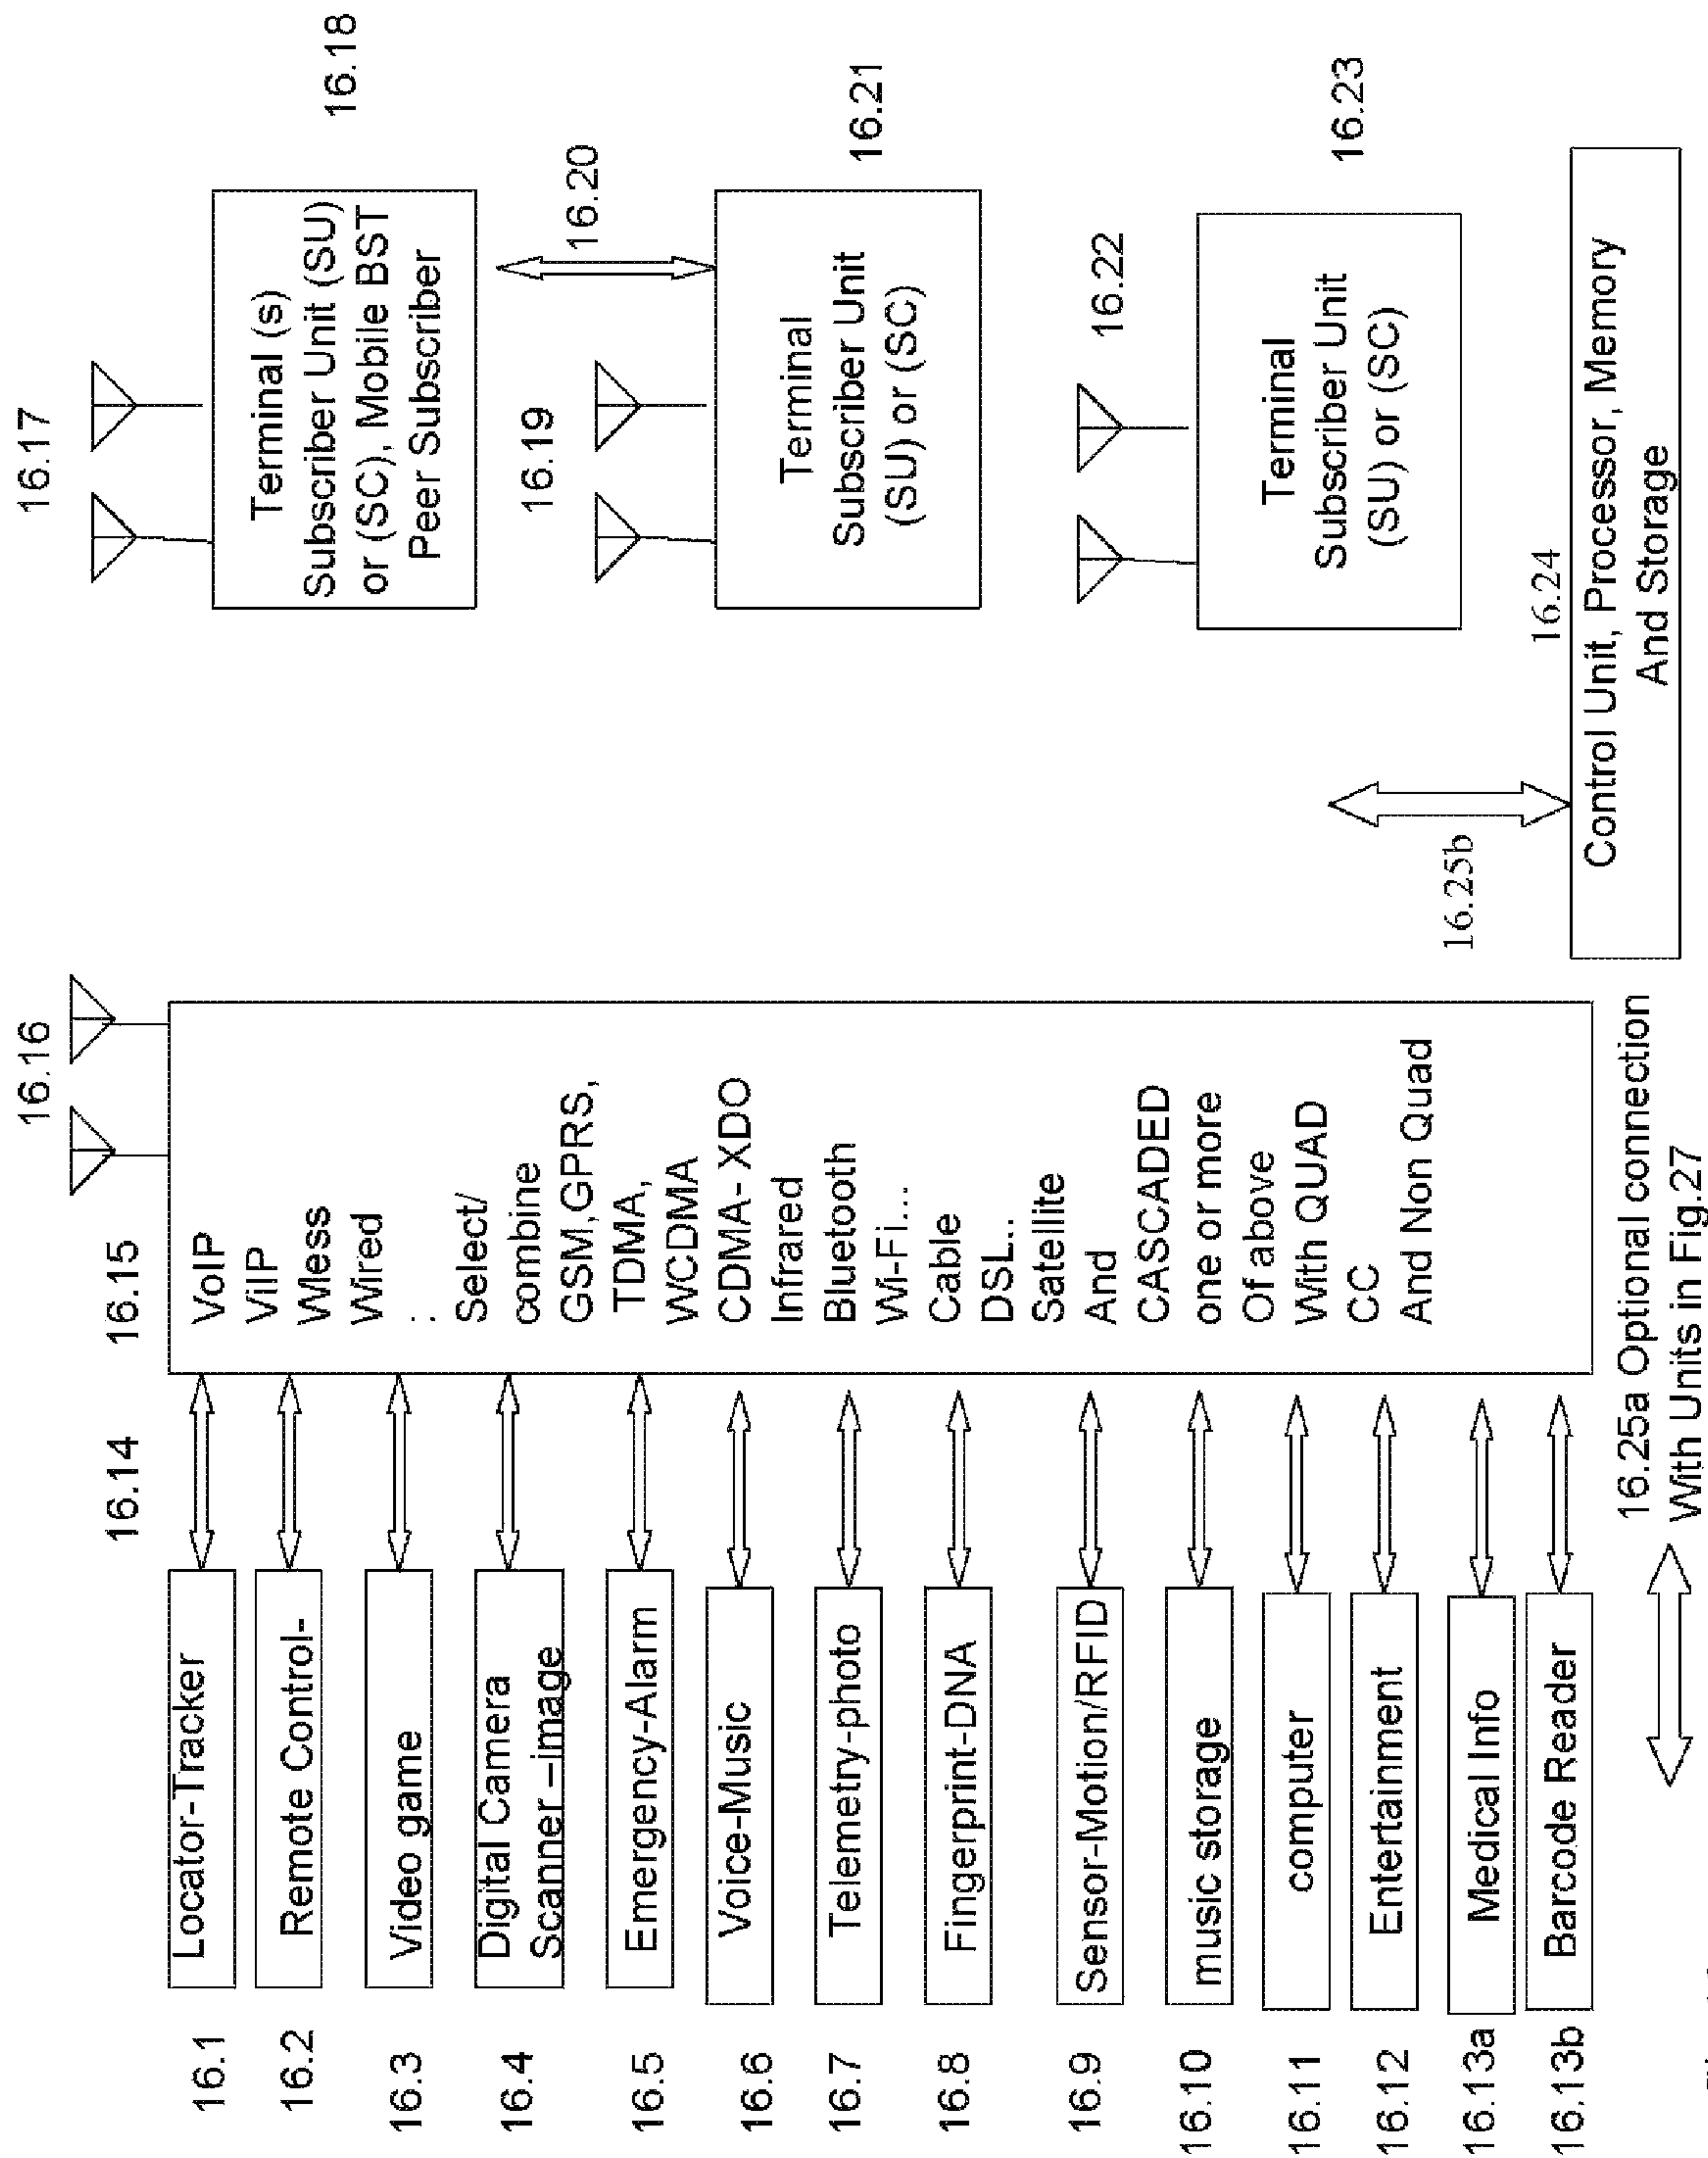 16.1
Locator-Tracker
16.2
Remote Control-
16.3
Video game
16.4
Digital Camera
Scanner –image
16.5
Emergency-Alarm
16.6
Voice-Music
16.7
Telemetry-photo
16.8
Fingerprint-DNA
16.9
Sensor-Motion/RFID
16.10
music storage
16.11
computer
16.12
Entertainment
16.13a
Medical Info
16.13b
Barcode Reader
16.14
16.15
16.16
VoIP
ViIP
Wless
Wired
:
Select/
combine
GSM,GPRS,
TDMA,
WCDMA
CDMA- XDO
Infrared
Bluetooth
Wi-Fi...
Cable
DSL..
Satellite
And
CASCADED
one or more
Of above
With QUAD
CC
And Non Quad
16.25a Optional connection
With Units in Fig.27
16.17
Terminal (s)
Subscriber Unit (SU)
or (SC), Mobile BST
Peer Subscriber
16.18
16.19
16.20
Terminal
Subscriber Unit
(SU) or (SC)
16.21
16.22
Terminal
Subscriber Unit
(SU) or (SC)
16.23
16.24
16.25b
Control Unit, Processor, Memory
And Storage